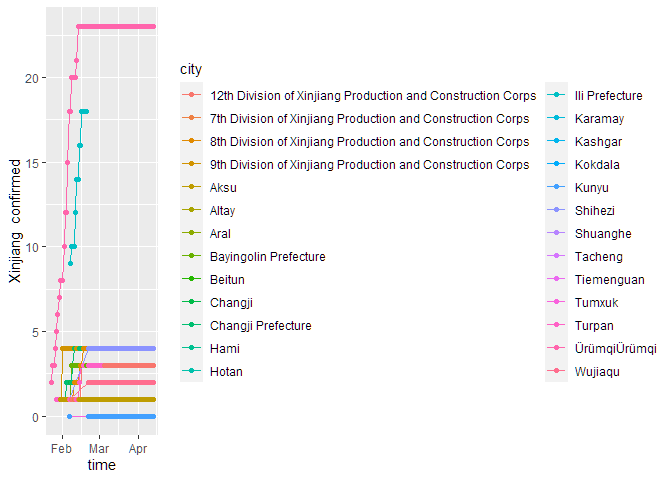 city
12th Division of Xinjiang Production and Construction Corps
7th Division of Xinjiang Production and Construction Corps
8th Division of Xinjiang Production and Construction Corps
9th Division of Xinjiang Production and Construction Corps
Aksu
Altay
Aral
Bayingolin Prefecture
Beitun
Changji
Changji Prefecture
Hami
Hotan
Ili Prefecture
Karamay
Kashgar
Kokdala
Kunyu
Shihezi
Shuanghe
Tacheng
Tiemenguan
Tumxuk
Turpan
ÜrümqiÜrümqi
Wujiaqu
Xinjiang confirmed
20
15
10
5
0
Feb Mar Apr
time